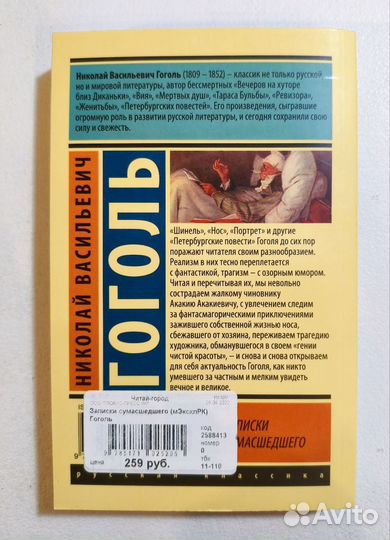 Николай Васильевич Гоголь (1809 – 1852) – классик не только русской
но и мировой литературы, автор бессмертных «Вечеров на хуторе
близ Диканьки», «Вия», «Мертвых душ», «Тараса Бульбы», «Ревизора»,
«Женитьбы», «Петербургских повестей». Его произведения, сыгравшие
огромную роль в развитии русской литературы, и сегодня сохранили свою
силу и свежесть.
НИКОЛАЙ ВАСИЛЬЕВИЧ
ГОГОЛЬ
«Шинель», «Нос», «Портрет» и другие
«Петербургские повести» Гоголя до сих пор
поражают читателя своим разнообразием.
Реализм в них тесно переплетается
с фантастикой, трагизм – с озорным юмором.
Читая и перечитывая их, мы невольно
сострадаем жалкому чиновнику
Акакию Акакиевичу, с увлечением следим
за фантасмагорическими приключениями
зажившего собственной жизнью носа,
сбежавшего от хозяина, переживаем трагедию
художника, обманувшегося в своем «гении
чистой красоты», – и снова и снова открываем
для себя актуальность Гоголя, как никто
умевшего за частным и мелким увидеть
вечное и великое.
Читай-город
Записки сумасшедшего (мЭксклРК)
Гоголь
код
2588413
номер
0
тбк
11-110
цена
259 руб.
ПИСКИ
МАСШЕДШЕГО
русская классика
Avito